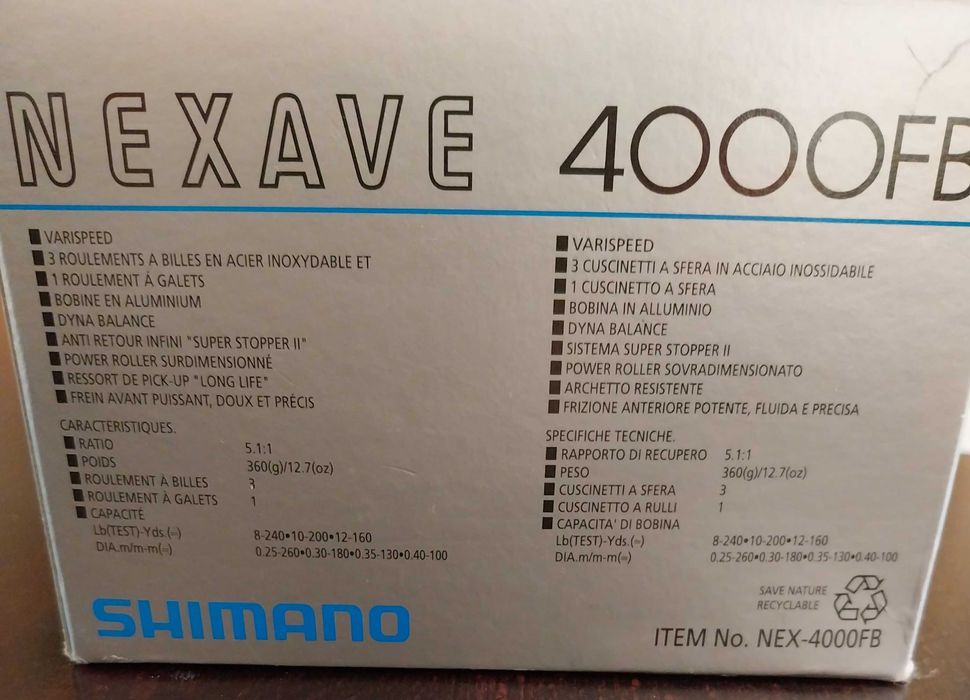 NEXAVE 4000FB
VARISPEED
3 ROULEMENTS A BILLES EN ACIER INOXYDABLE ET
1 ROULEMENT À GALETS
BOBINE EN ALUMINIUM
DYNA BALANCE
ANTI RETOUR INFINI "SUPER STOPPER II"
POWER ROLLER SURDIMENSIONNÉ
RESSORT DE PICK-UP "LONG LIFE"
FREIN AVANT PUISSANT, DOUX ET PRÉCIS
CARACTERISTIQUES.
RATIO 5.1:1
POIDS 360(g)/12.7(oz)
ROULEMENT À BILLES 3
ROULEMENT À GALETS 1
CAPACITÉ
Lb(TEST)-Yds.(≈) 8-240•10-200•12-160
DIA.m/m-m(≈) 0.25-260•0.30-180•0.35-130•0.40-100
VARISPEED
3 CUSCINETTI A SFERA IN ACCIAIO INOSSIDABILE
1 CUSCINETTO A SFERA
BOBINA IN ALLUMINIO
DYNA BALANCE
SISTEMA SUPER STOPPER II
POWER ROLLER SOVRADIMENSIONATO
ARCHETTO RESISTENTE
FRIZIONE ANTERIORE POTENTE, FLUIDA E PRECISA
SPECIFICHE TECNICHE.
RAPPORTO DI RECUPERO 5.1:1
PESO 360(g)/12.7(oz)
CUSCINETTI A SFERA 3
CUSCINETTO A RULLI 1
CAPACITA' DI BOBINA
Lb(TEST)-Yds.(≈) 8-240•10-200•12-160
DIA.m/m-m(≈) 0.25-260•0.30-180•0.35-130•0.40-100
SHIMANO
SAVE NATURE
RECYCLABLE
ITEM No. NEX-4000FB